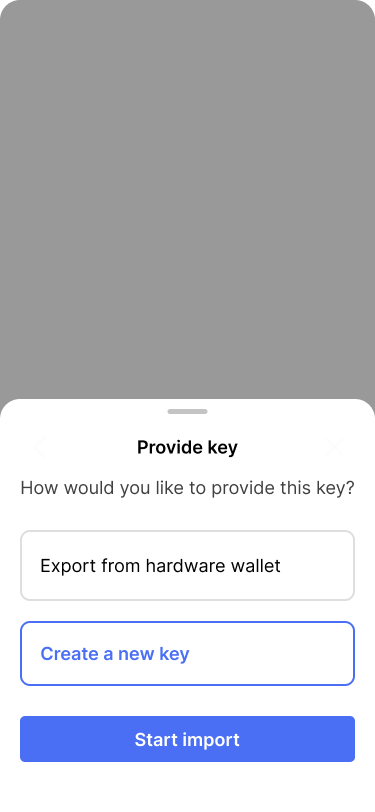 Provide key
How would you like to provide this key?
Export from hardware wallet
Create a new key
Start import